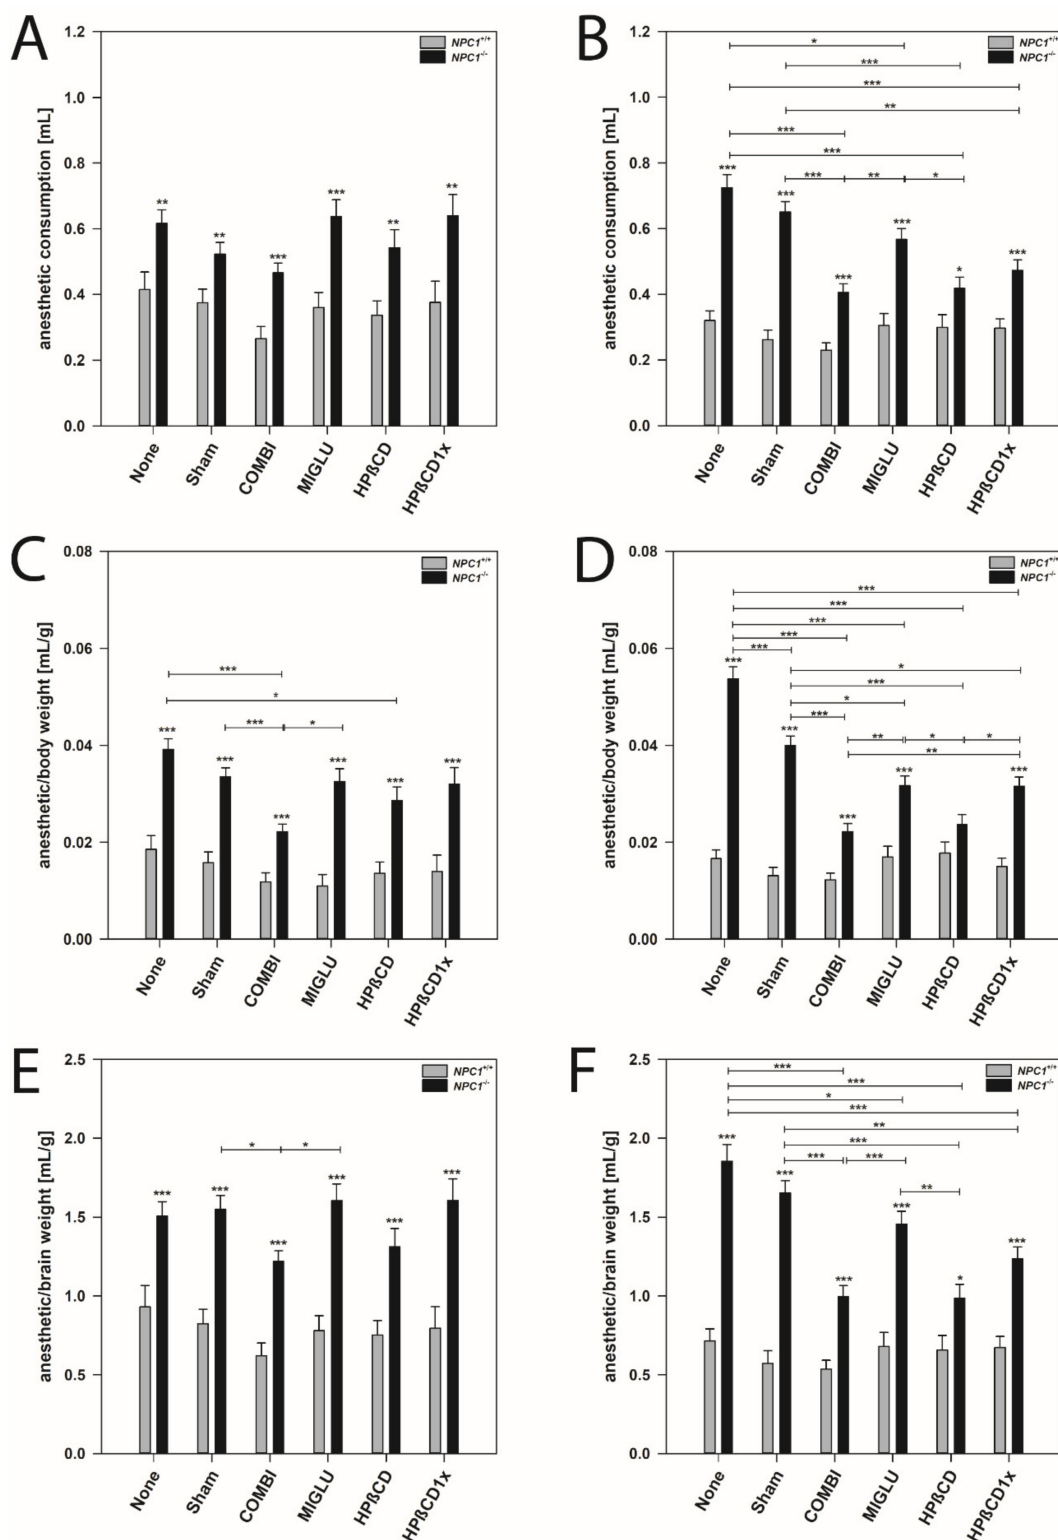 A
anesthetic consumption [mL]
1.2
1.0
0.8
0.6
0.4
0.2
0.0
NPC1+/+
NPC1-/-
**
**
***
***
**
**
None
Sham
COMBI
MIGLU
HPßCD
HPßCD1x
B
anesthetic consumption [mL]
1.2
1.0
0.8
0.6
0.4
0.2
0.0
NPC1+/+
NPC1-/-
*
***
***
**
***
***
*** ** *
***
***
***
***
*
***
None
Sham
COMBI
MIGLU
HPßCD
HPßCD1x
C
anesthetic/body weight [mL/g]
0.08
0.06
0.04
0.02
0.00
NPC1+/+
NPC1-/-
***
*
*** *
***
***
***
***
***
***
None
Sham
COMBI
MIGLU
HPßCD
HPßCD1x
D
anesthetic/body weight [mL/g]
0.08
0.06
0.04
0.02
0.00
NPC1+/+
NPC1-/-
***
***
***
***
***
*
***
*
***
** * *
**
***
***
***
***
***
None
Sham
COMBI
MIGLU
HPßCD
HPßCD1x
E
anesthetic/brain weight [mL/g]
2.5
2.0
1.5
1.0
0.5
0.0
NPC1+/+
NPC1-/-
* *
***
***
***
***
***
***
None
Sham
COMBI
MIGLU
HPßCD
HPßCD1x
F
anesthetic/brain weight [mL/g]
2.5
2.0
1.5
1.0
0.5
0.0
NPC1+/+
NPC1-/-
***
***
*
***
**
***
*** ***
**
***
***
***
***
*
***
None
Sham
COMBI
MIGLU
HPßCD
HPßCD1x